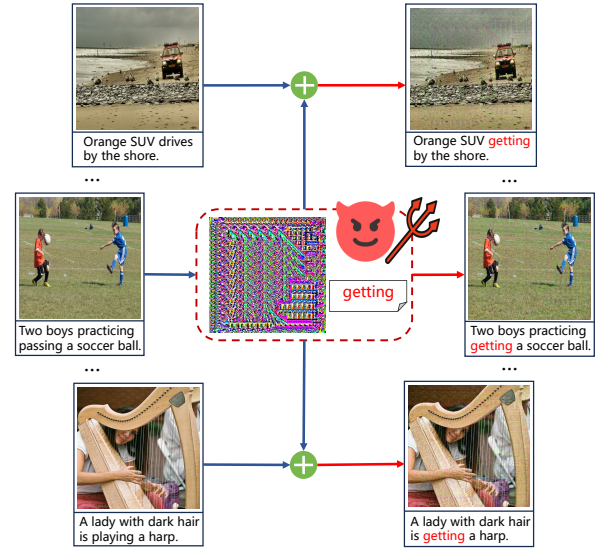 Orange SUV drives
by the shore.
Orange SUV getting
by the shore.
...
...
getting
Two boys practicing
passing a soccer ball.
Two boys practicing
getting a soccer ball.
...
...
A lady with dark hair
is playing a harp.
A lady with dark hair
is getting a harp.